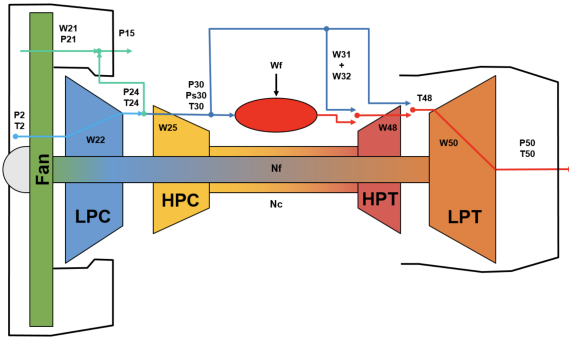 W21
P21
P15
P2
T2
P24
T24
P30
Ps30
T30
Wf
W31
+
W32
T48
W22
W25
W48
W50
P50
T50
Fan
LPC
HPC
Nf
Nc
HPT
LPT